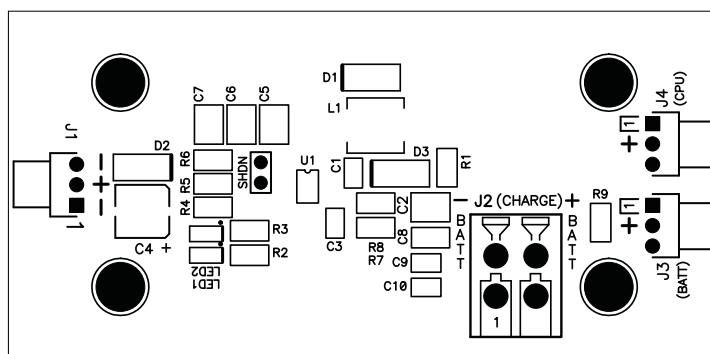 D1
L1
C7
C6
C5
J4
(CPU)
1
+
J1
−
+
1
D2
R6
R5
R4
SHDN
U1
C1
D3
R1
C4 +
R3
R2
LED2
LED1
C3
R8
R7
C2
C8
C9
C10
− J2 (CHARGE) +
BATT
BATT
1
R9
1
+
J3
(BATT)